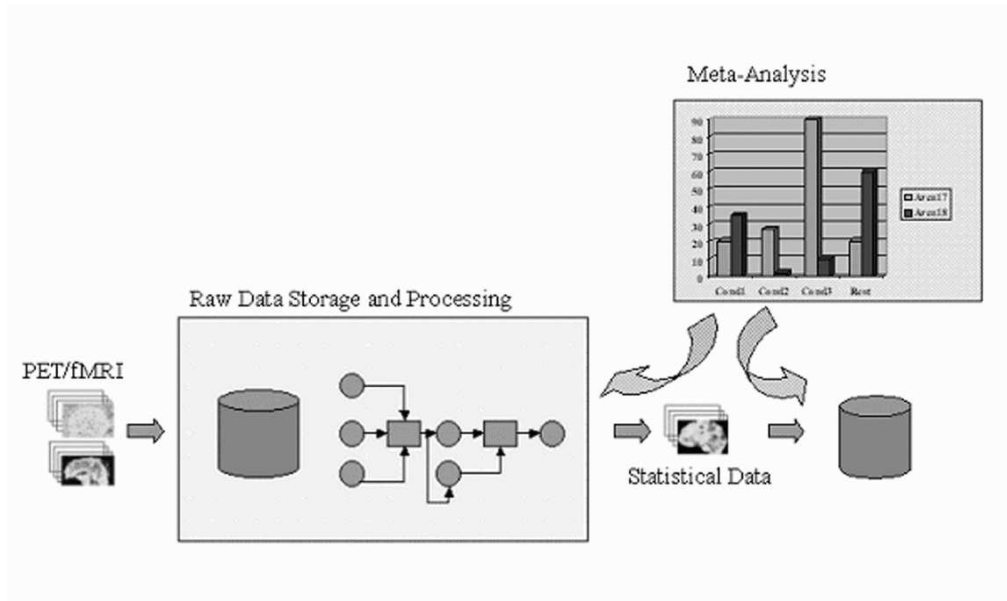 Meta-Analysis
90
80
70
60
50
40
30
20
10
0
Cond1 Cond2 Cond3 Rest
Area17
Area18
Raw Data Storage and Processing
PET/fMRI
Statistical Data